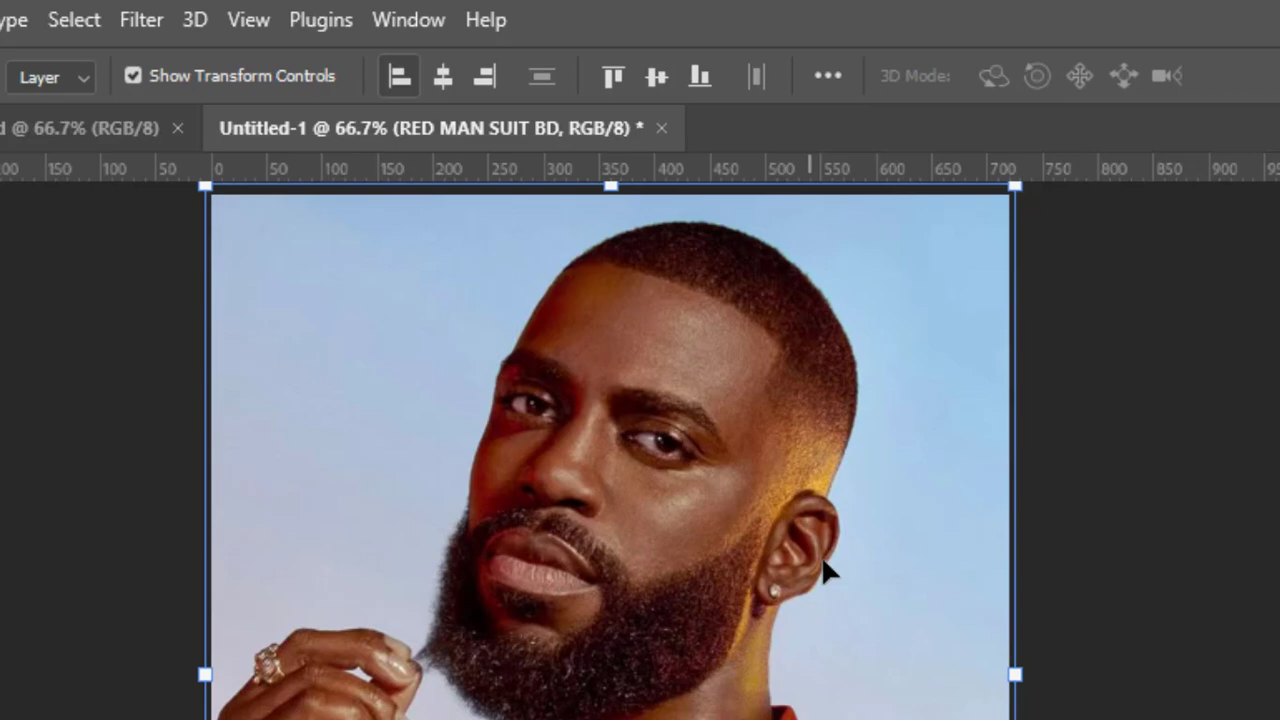 ype Select Filter 3D View Plugins Window Help
Layer Show Transform Controls 3D Mode:
d @ 66.7% (RGB/8) × Untitled-1 @ 66.7% (RED MAN SUIT BD, RGB/8) * ×
00 150 100 50 0 50 100 150 200 250 300 350 400 450 500 550 600 650 700 750 800 850 900 95